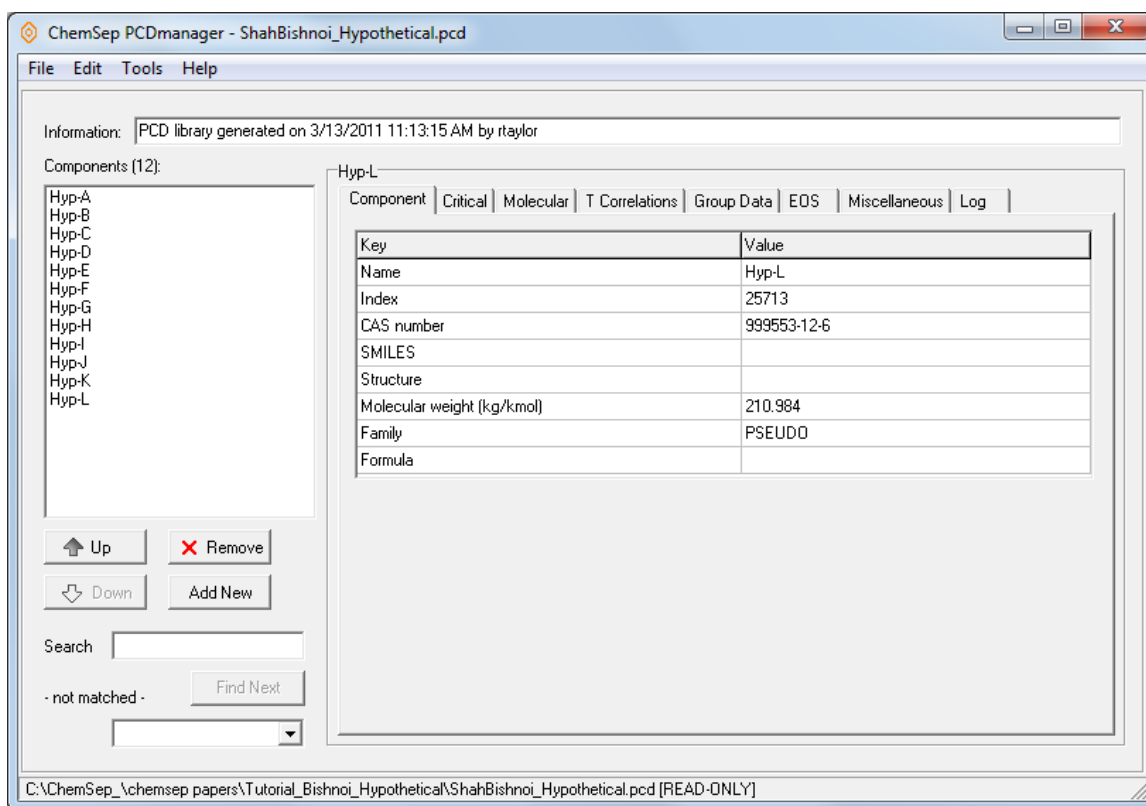 ChemSep PCDmanager - ShahBishnoi_Hypothetical.pcd
File Edit Tools Help
Information: PCD library generated on 3/13/2011 11:13:15 AM by rtaylor
Components (12):
Hyp-A
Hyp-B
Hyp-C
Hyp-D
Hyp-E
Hyp-F
Hyp-G
Hyp-H
Hyp-I
Hyp-J
Hyp-K
Hyp-L
Up Remove
Down Add New
Search
- not matched - Find Next
Hyp-L
Component Critical Molecular T Correlations Group Data EOS Miscellaneous Log
Key Value
Name Hyp-L
Index 25713
CAS number 999553-12-6
SMILES
Structure
Molecular weight (kg/kmol) 210.984
Family PSEUDO
Formula
C:\ChemSep_\chemsep papers\Tutorial_Bishnoi_Hypothetical\ShahBishnoi_Hypothetical.pcd [READ-ONLY]